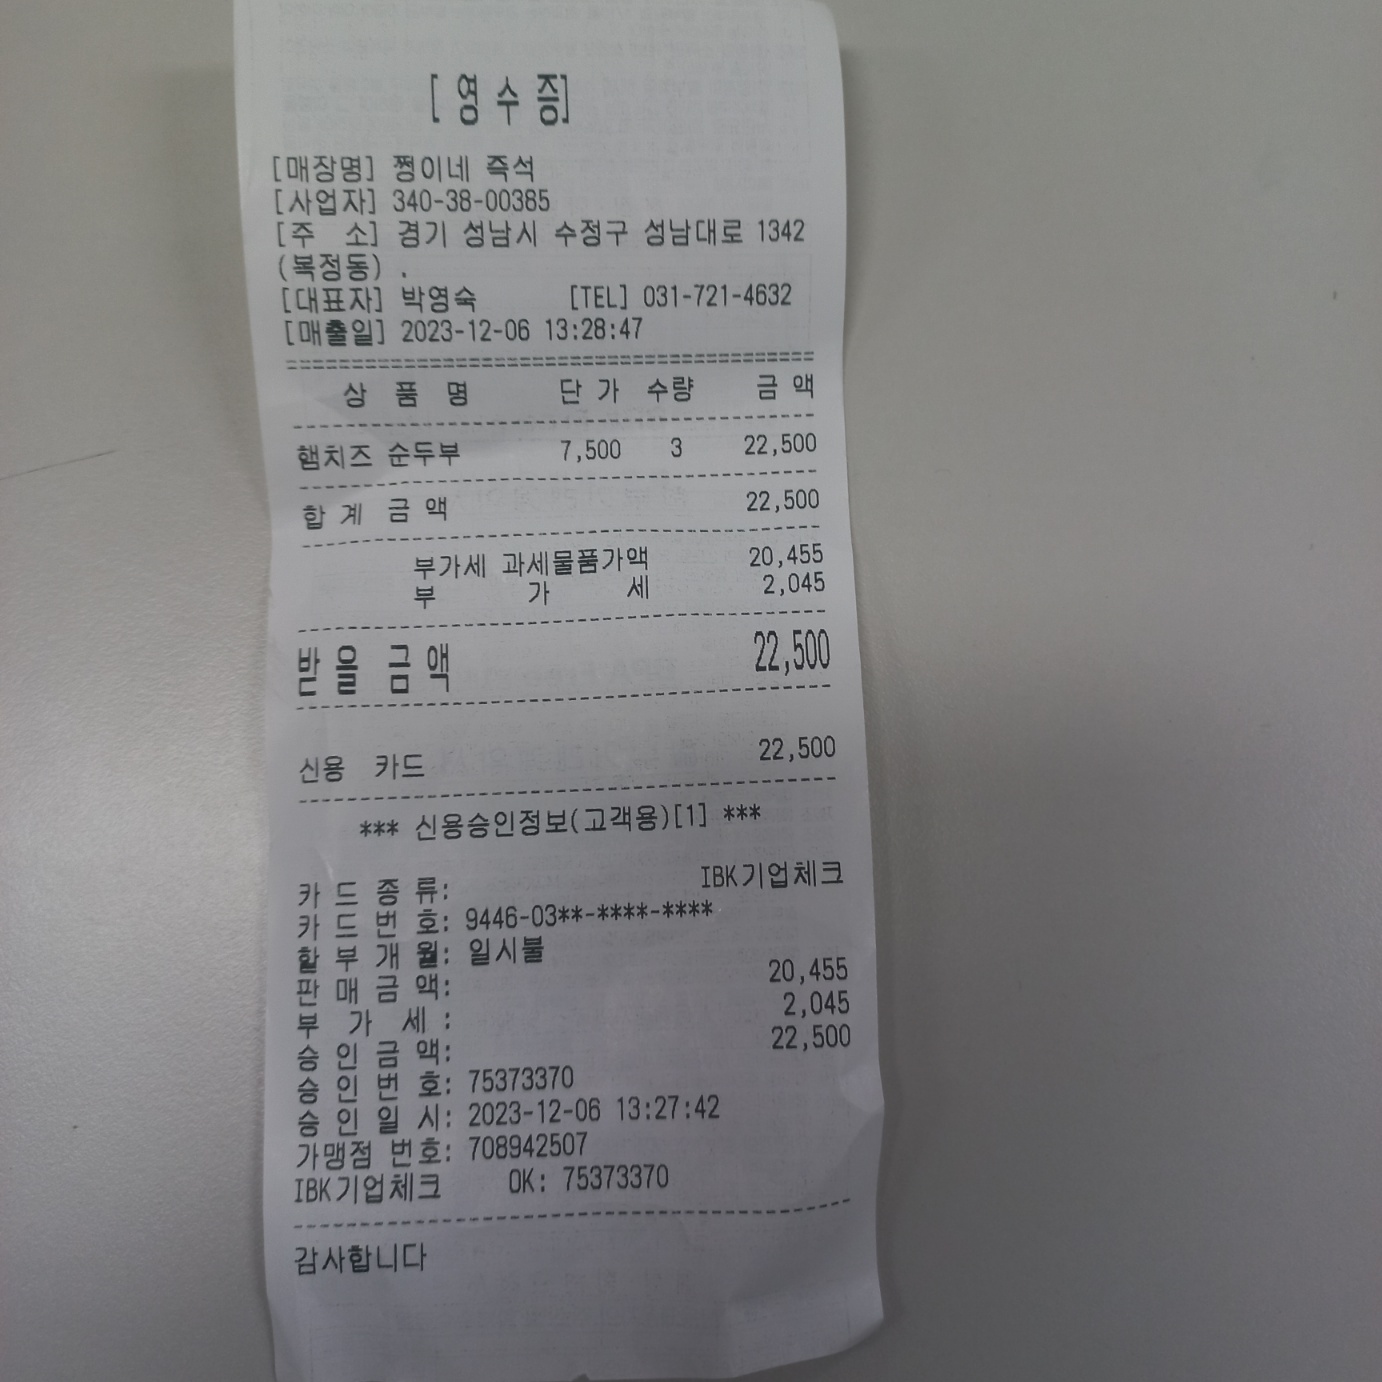 [ 영 수 증]
[매장명] 쩡이네 즉석
[사업자] 340-38-00385
[주 소] 경기 성남시 수정구 성남대로 1342
(복정동) .
[대표자] 박영숙 [TEL] 031-721-4632
[매출일] 2023-12-06 13:28:47
========================================
상 품 명 단 가 수량 금 액
햄치즈 순두부 7,500 3 22,500
합 계 금 액 22,500
부가세 과세물품가액 20,455
부 가 세 2,045
받 을 금 액 22,500
신용 카드 22,500
*** 신용승인정보(고객용)[1] ***
카 드 종 류: IBK기업체크
카 드 번 호: 9446-03**-****-****
할 부 개 월: 일시불
판 매 금 액: 20,455
부 가 세 : 2,045
승 인 금 액: 22,500
승 인 번 호: 75373370
승 인 일 시: 2023-12-06 13:27:42
가맹점 번호: 708942507
IBK기업체크 OK: 75373370
감사합니다